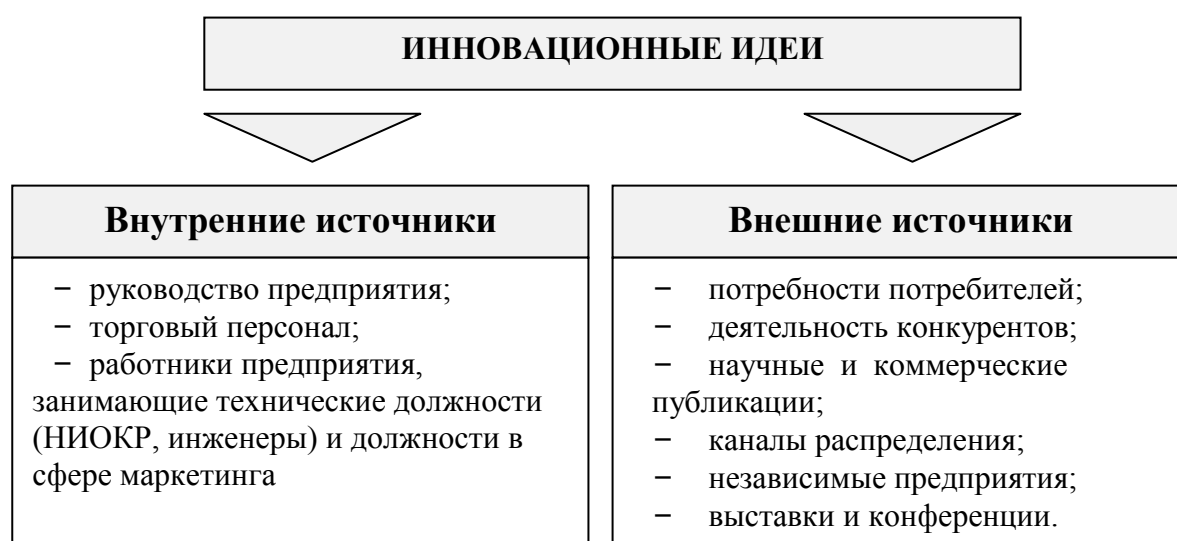 ИННОВАЦИОННЫЕ ИДЕИ
Внутренние источники
− руководство предприятия;
− торговый персонал;
− работники предприятия,
занимающие технические должности
(НИОКР, инженеры) и должности в
сфере маркетинга
Внешние источники
− потребности потребителей;
− деятельность конкурентов;
− научные и коммерческие
публикации;
− каналы распределения;
− независимые предприятия;
− выставки и конференции.